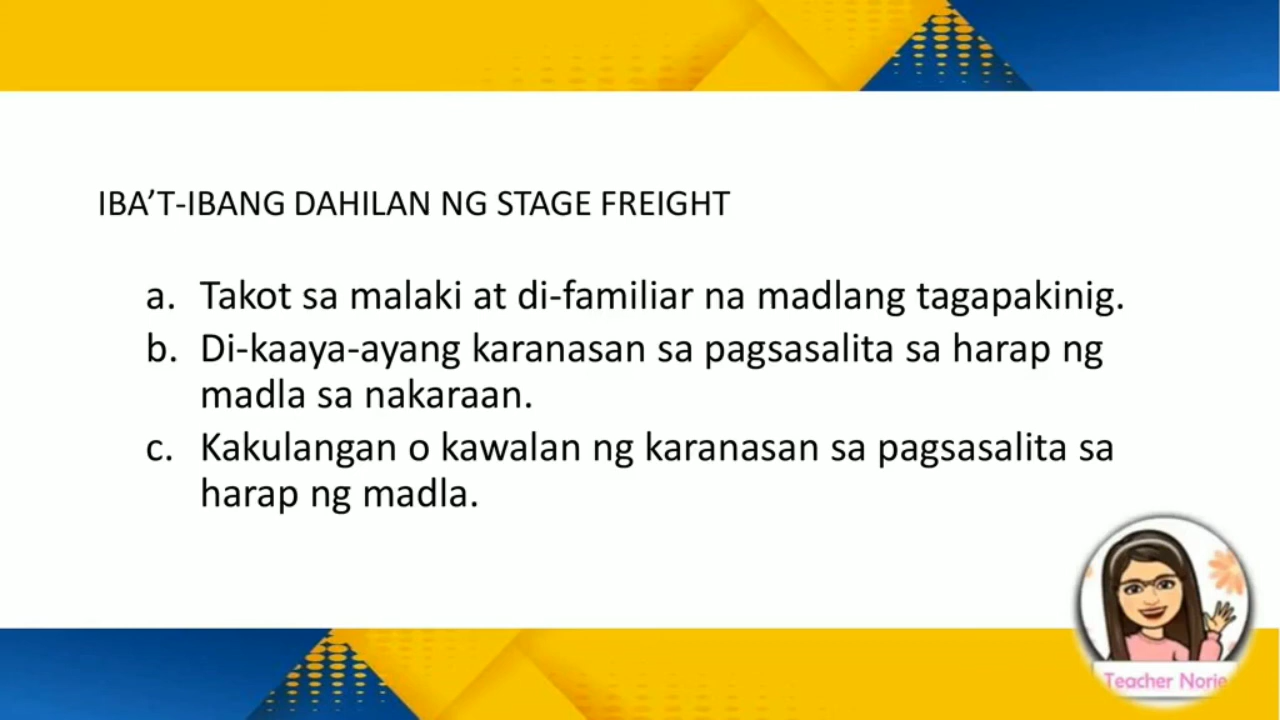 IBA’T-IBANG DAHILAN NG STAGE FREIGHT
a. Takot sa malaki at di-familiar na madlang tagapakinig.
b. Di-kaaya-ayang karanasan sa pagsasalita sa harap ng
madla sa nakaraan.
c. Kakulangan o kawalan ng karanasan sa pagsasalita sa
harap ng madla.
Teacher Norie